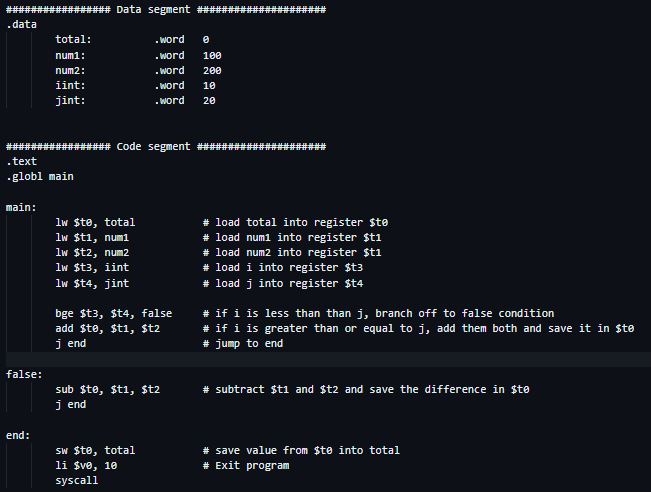 ################# Data segment #####################
.data
total: .word 0
num1: .word 100
num2: .word 200
iint: .word 10
jint: .word 20
################# Code segment #####################
.text
.globl main
main:
lw $t0, total # load total into register $t0
lw $t1, num1 # load num1 into register $t1
lw $t2, num2 # load num2 into register $t1
lw $t3, iint # load i into register $t3
lw $t4, jint # load j into register $t4
bge $t3, $t4, false # if i is less than than j, branch off to false condition
add $t0, $t1, $t2 # if i is greater than or equal to j, add them both and save it in $t0
j end # jump to end
false:
sub $t0, $t1, $t2 # subtract $t1 and $t2 and save the difference in $t0
j end
end:
sw $t0, total # save value from $t0 into total
li $v0, 10 # Exit program
syscall